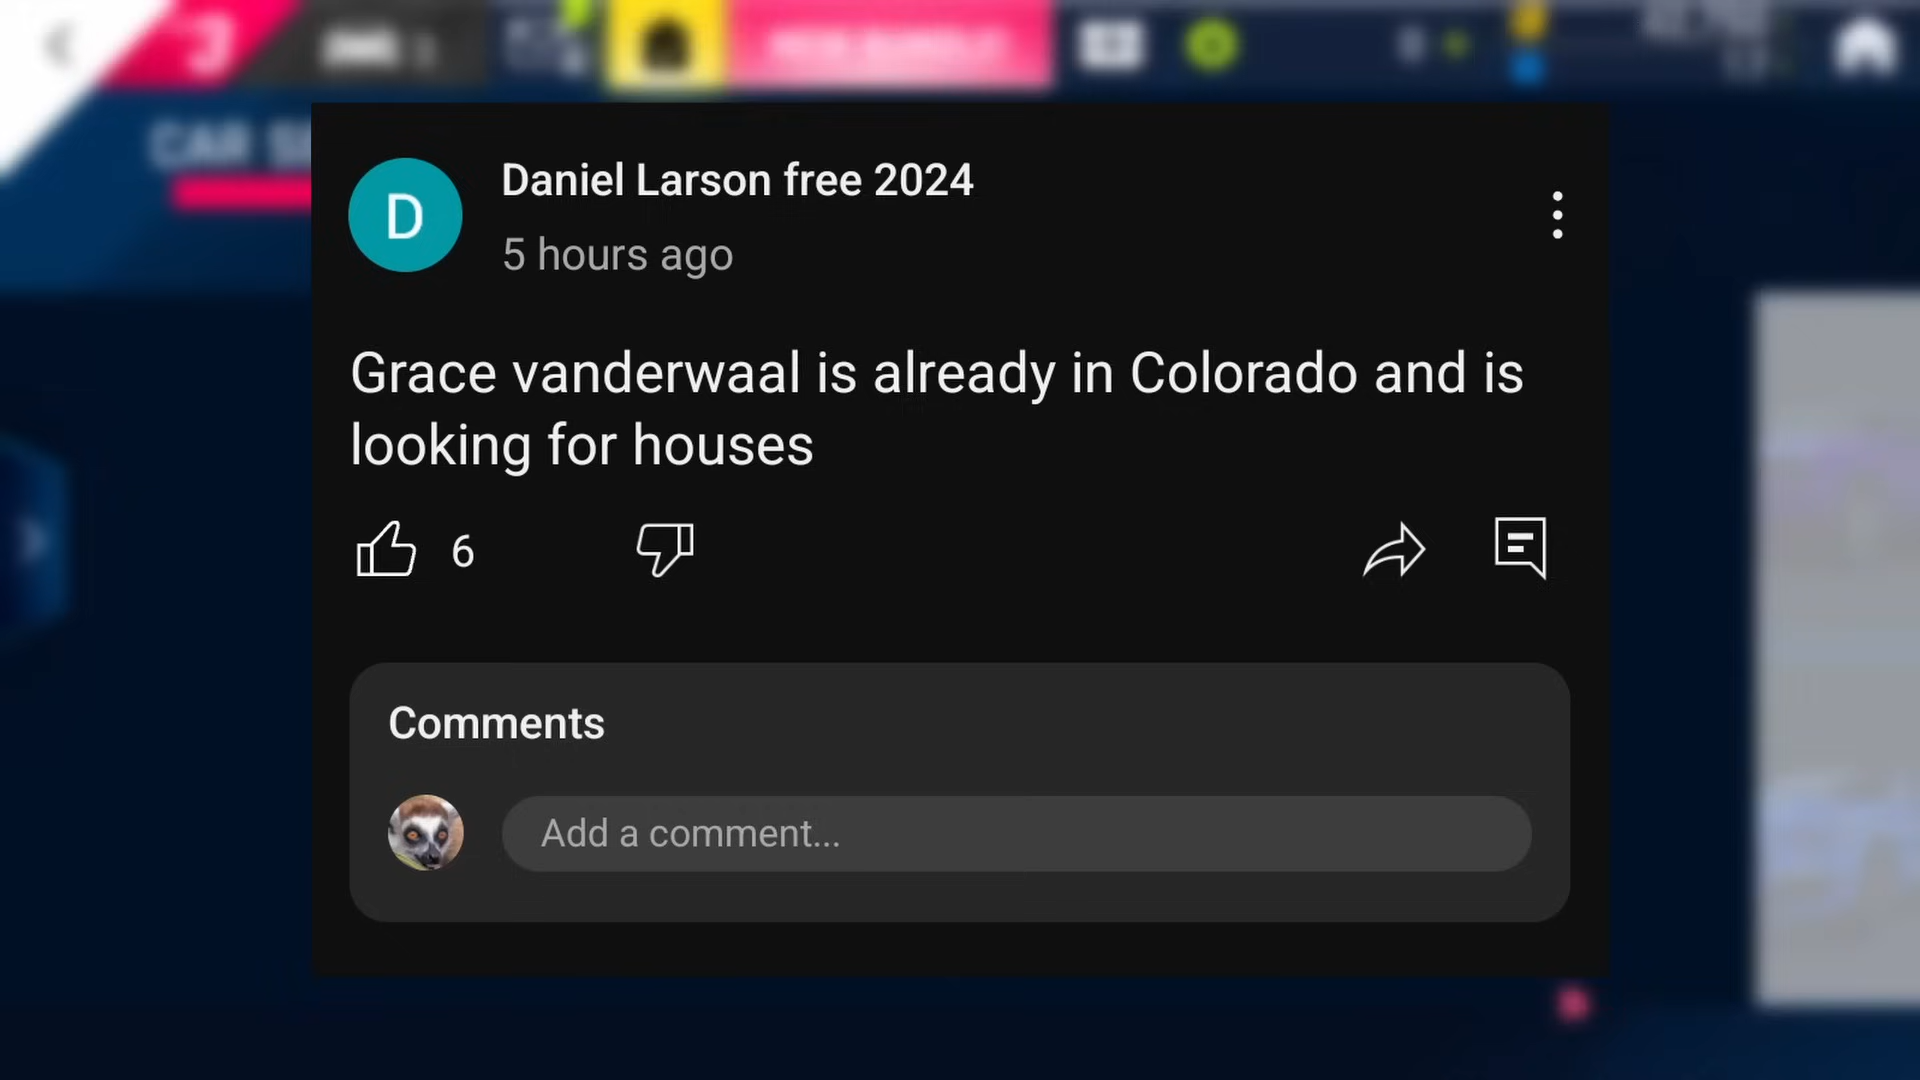 CAR
D
Daniel Larson free 2024
5 hours ago
Grace vanderwaal is already in Colorado and is
looking for houses
6
Comments
Add a comment...